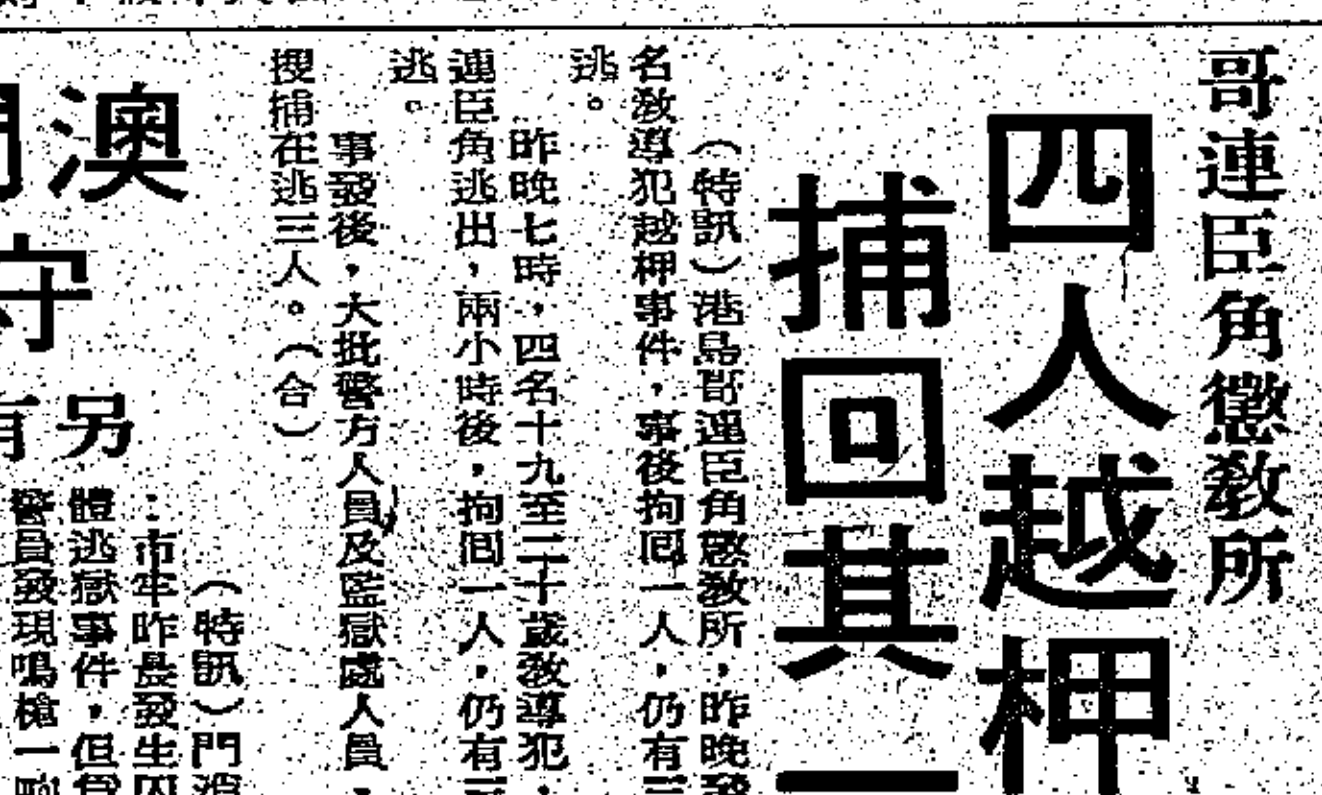 哥連臣角懲教所
四人越柙
捕回其一
（特訊）港島哥連臣角懲教所，昨晚發
名教導犯越柙事件，事後拘回一人，仍有三
逃。
昨晚七時，四名十九至二十歲教導犯，
連臣角逃出，兩小時後，拘回一人，仍有
逃。
事發後，大批警方人員及監獄處人員，
搜捕在逃三人。（合）
澳
守
另有
（特訊）門
：市牢昨晨發生囚
體逃獄事件，但
警員發現鳴槍一